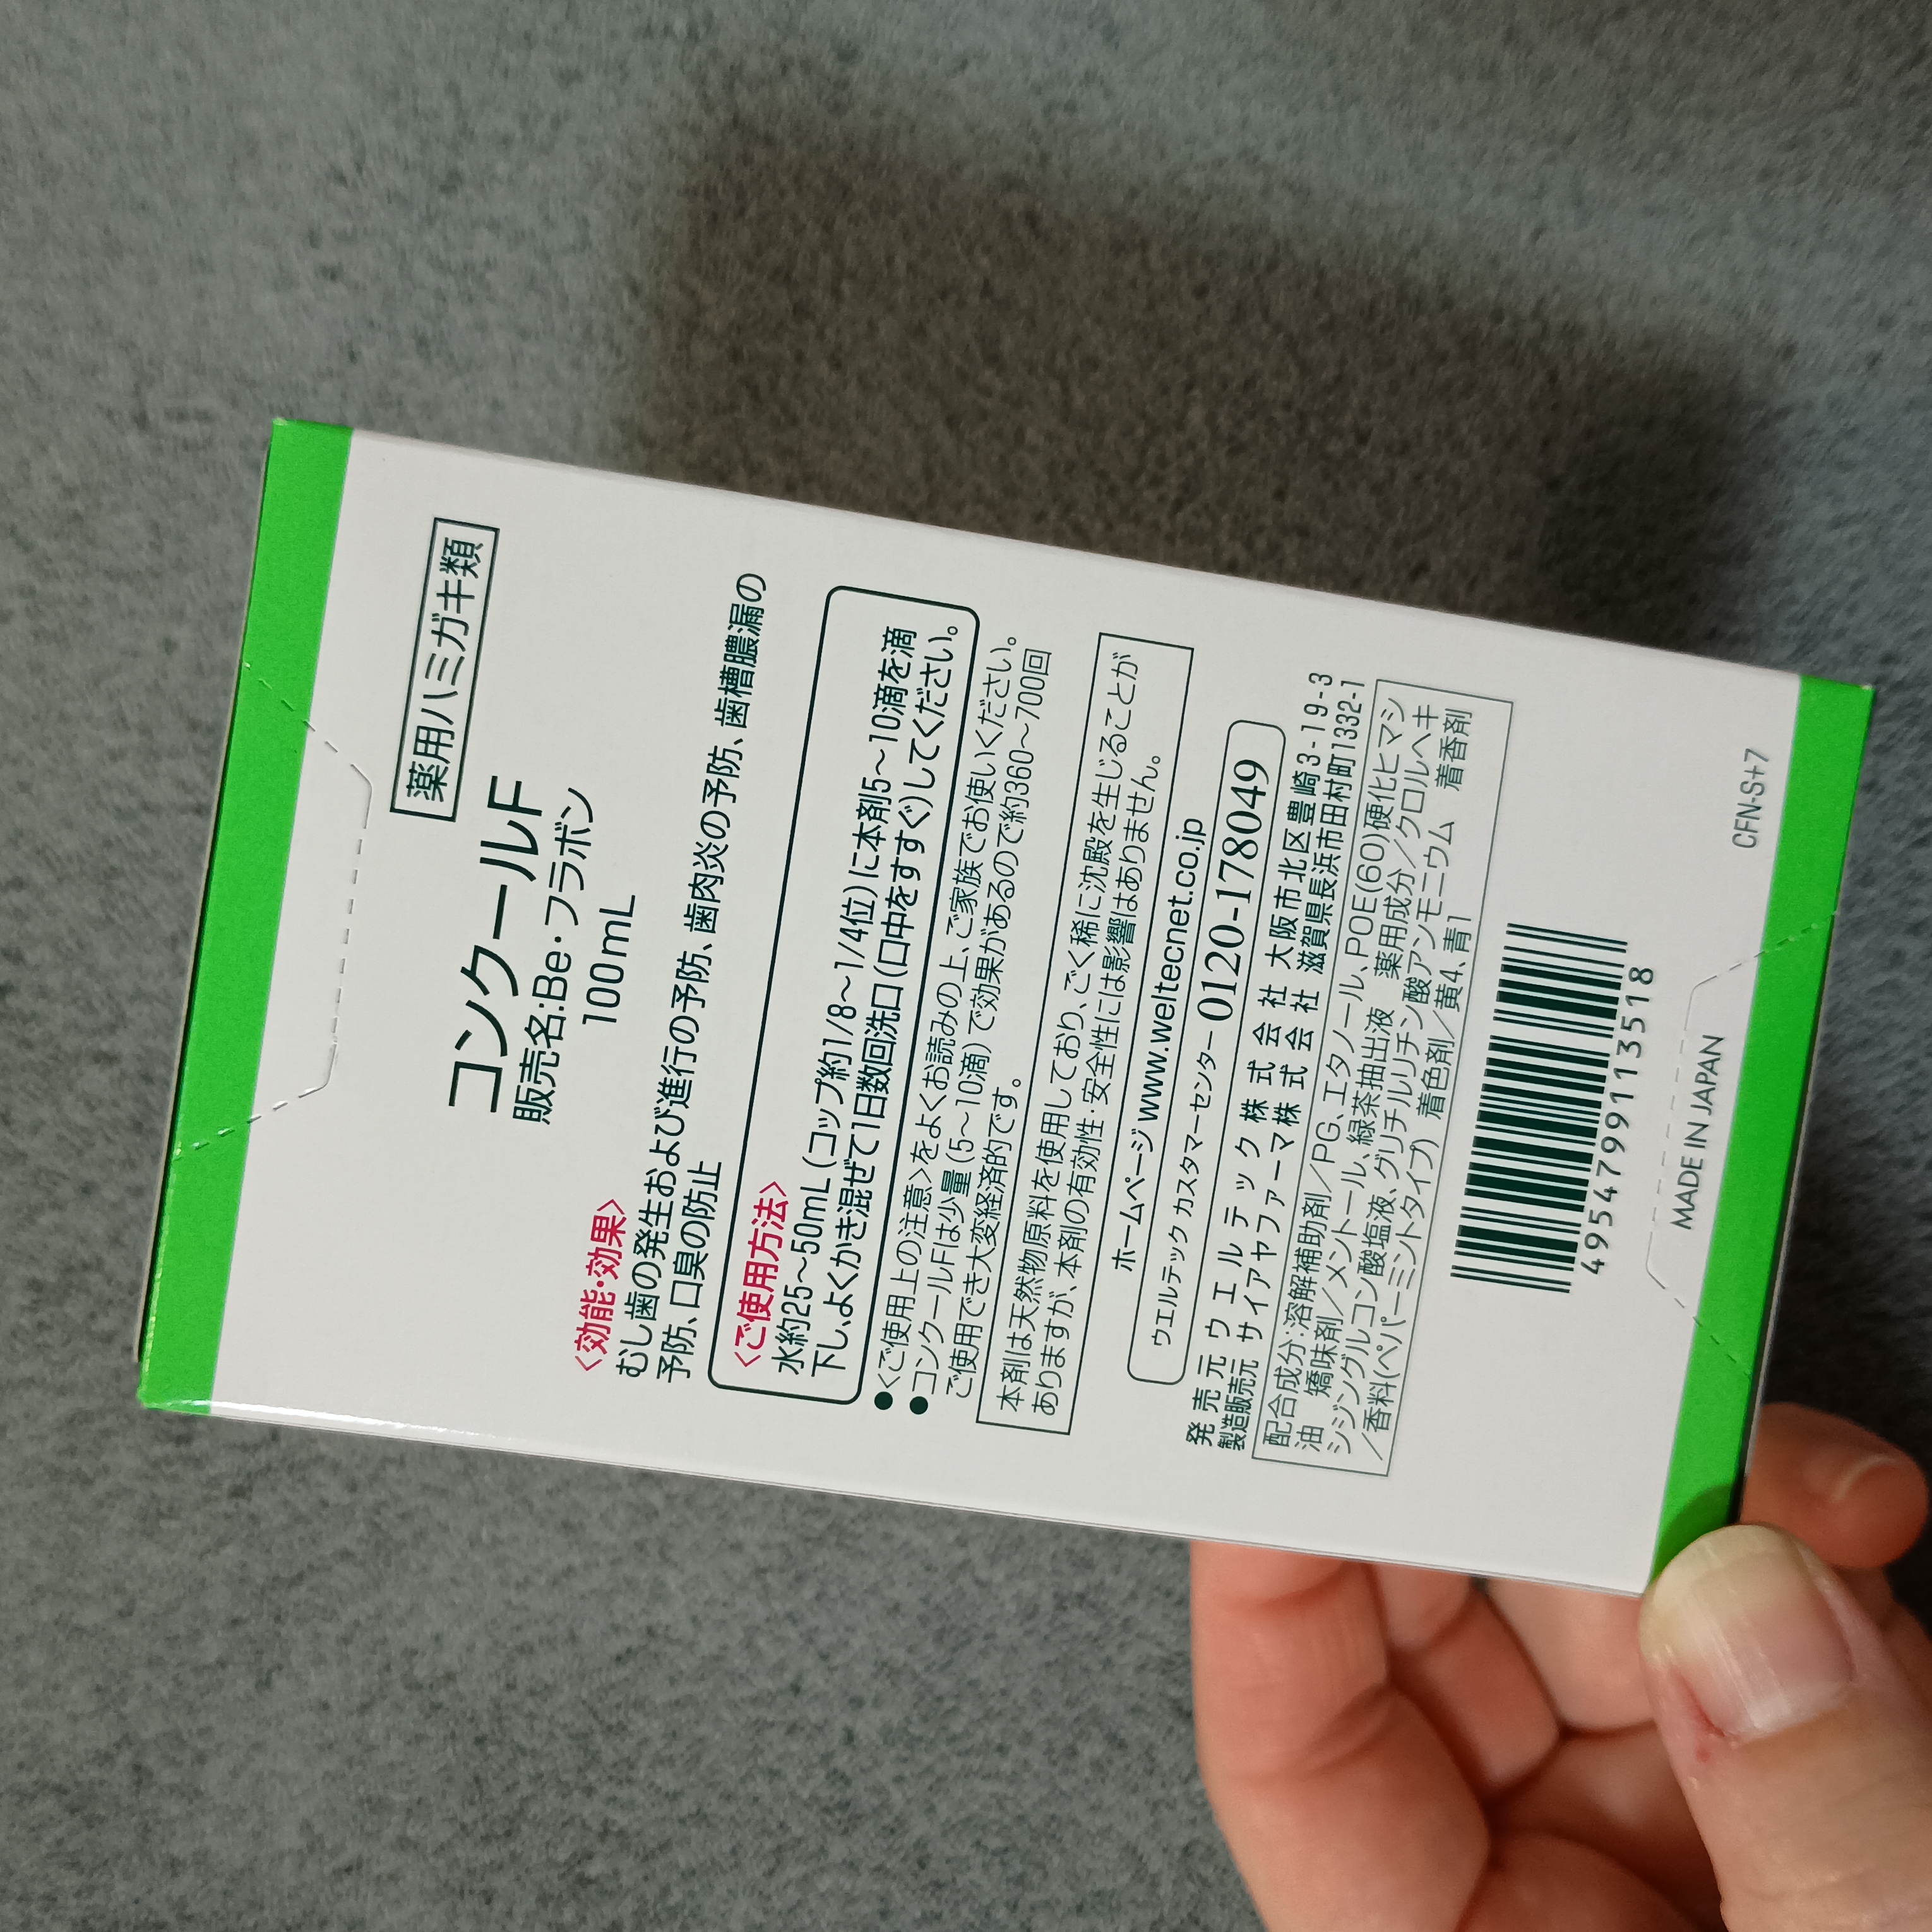 薬用ハミガキ類
コンクールF
販売名:Be・フラボン
100mL
〈効能・効果〉
むし歯の発生および進行の予防、歯肉炎の予防、歯槽膿漏の
予防、口臭の防止
〈ご使用方法〉
水約25〜50mL(コップ約1/8〜1/4位)に本剤5〜10滴を滴
下し、よくかき混ぜて1日数回洗口(口中をすすぐ)してください。
●〈ご使用上の注意〉をよくお読みの上、ご家族でお使いください。
●コンクールFは少量(5〜10滴)で効果があるので約360〜700回
ご使用でき大変経済的です。
本剤は天然物原料を使用しており、ごく稀に沈殿を生じることが
ありますが、本剤の有効性・安全性には影響はありません。
ホームページ www.weltecnet.co.jp
ウエルテック カスタマーセンター 0120-178049
発売元 ウエルテック株式会社 大阪市北区豊崎3-19-3
製造販売元 サイアヤファーマ株式会社 滋賀県長浜市田村町1332-1
配合成分:溶解補助剤/PG、エタノール、POE(60)硬化ヒマシ
油 矯味剤/メントール、緑茶抽出液 薬用成分/クロルヘキ
シジングルコン酸塩液、グリチルリチン酸アンモニウム 着香剤
/香料(ペパーミントタイプ) 着色剤/黄4、青1
4954799113518
MADE IN JAPAN
CFN-S+7